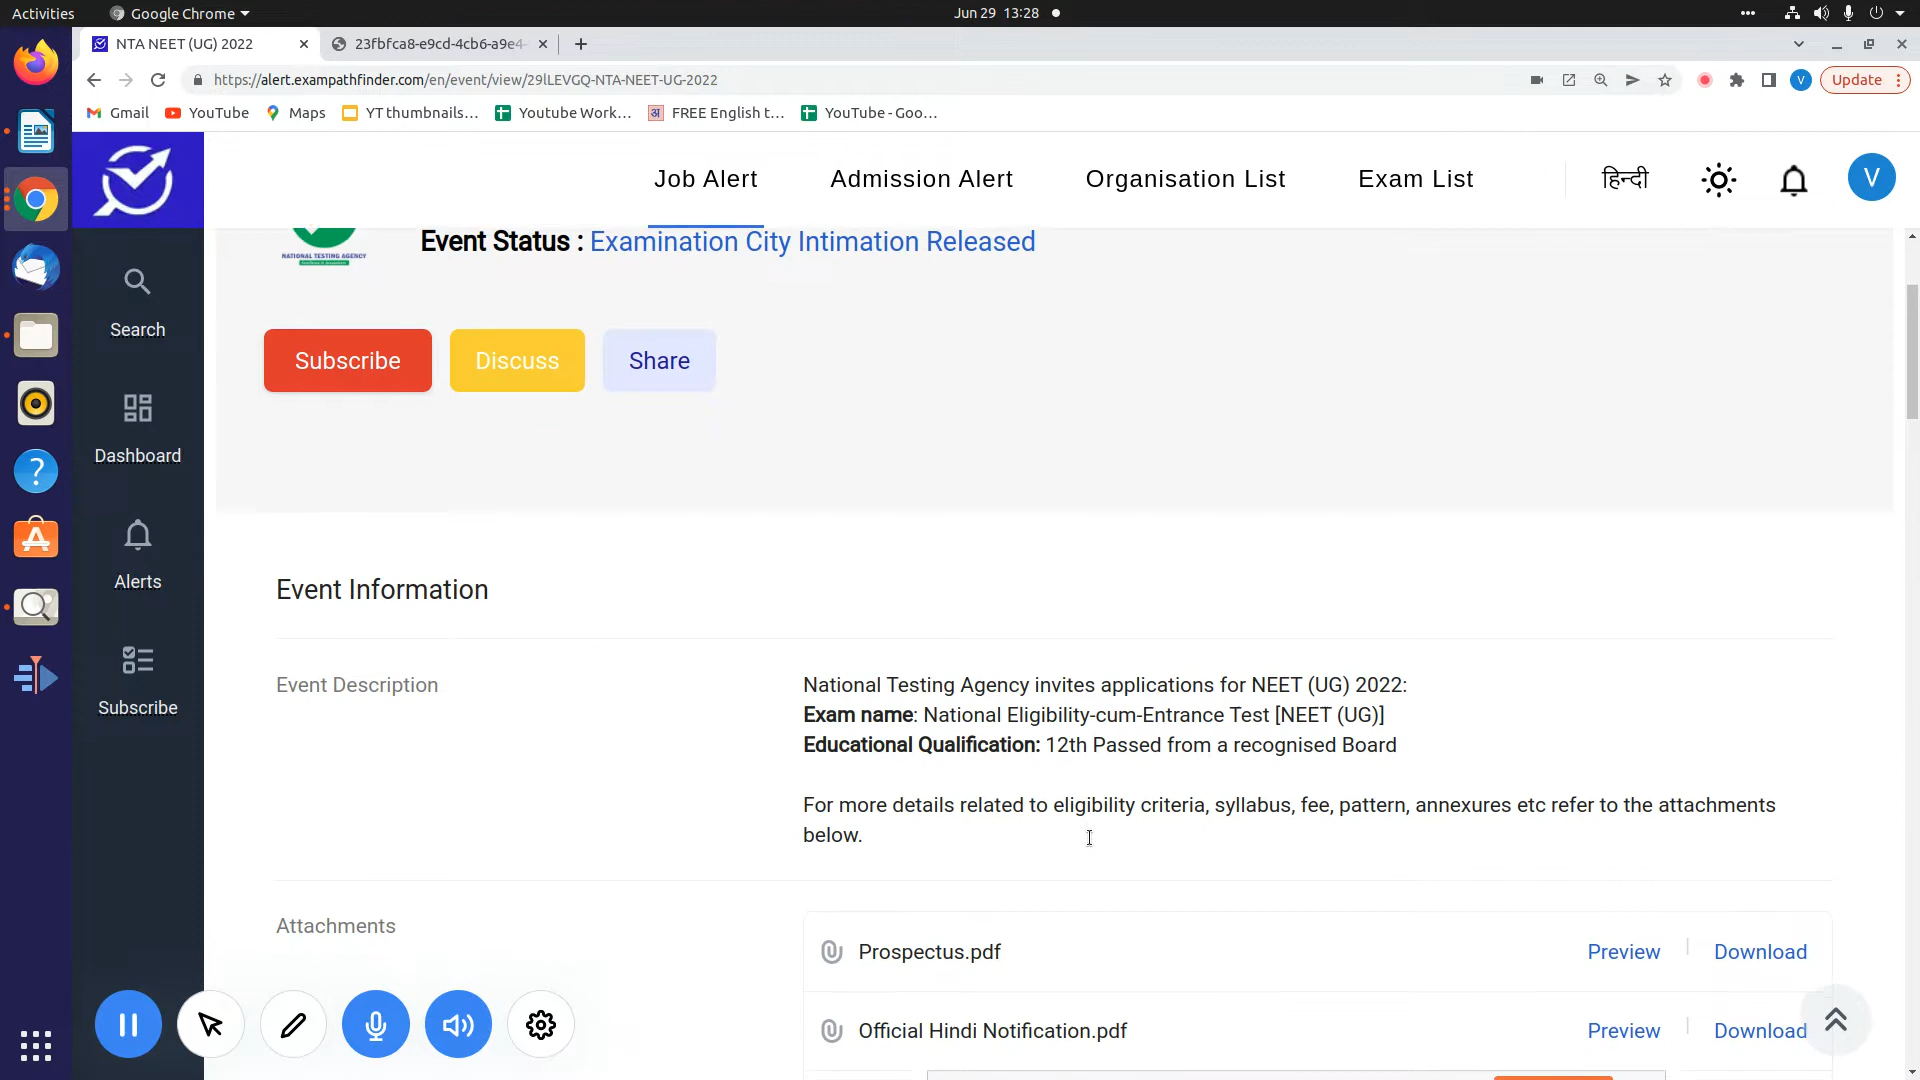 Activities
Google Chrome
Jun 29 13:28
NTA NEET (UG) 2022
23fbfca8-e9cd-4cb6-a9e4-
https://alert.exampathfinder.com/en/event/view/29lLEVGQ-NTA-NEET-UG-2022
V
Update
Gmail
YouTube
Maps
YT thumbnails...
Youtube Work...
FREE English t...
YouTube - Goo...
Job Alert
Admission Alert
Organisation List
Exam List
हिन्दी
V
NATIONAL TESTING AGENCY
Event Status : Examination City Intimation Released
Search
Subscribe
Discuss
Share
Dashboard
Alerts
Event Information
Subscribe
Event Description
National Testing Agency invites applications for NEET (UG) 2022:
Exam name: National Eligibility-cum-Entrance Test [NEET (UG)]
Educational Qualification: 12th Passed from a recognised Board
For more details related to eligibility criteria, syllabus, fee, pattern, annexures etc refer to the attachments
below.
Attachments
Prospectus.pdf
Preview
Download
Official Hindi Notification.pdf
Preview
Download